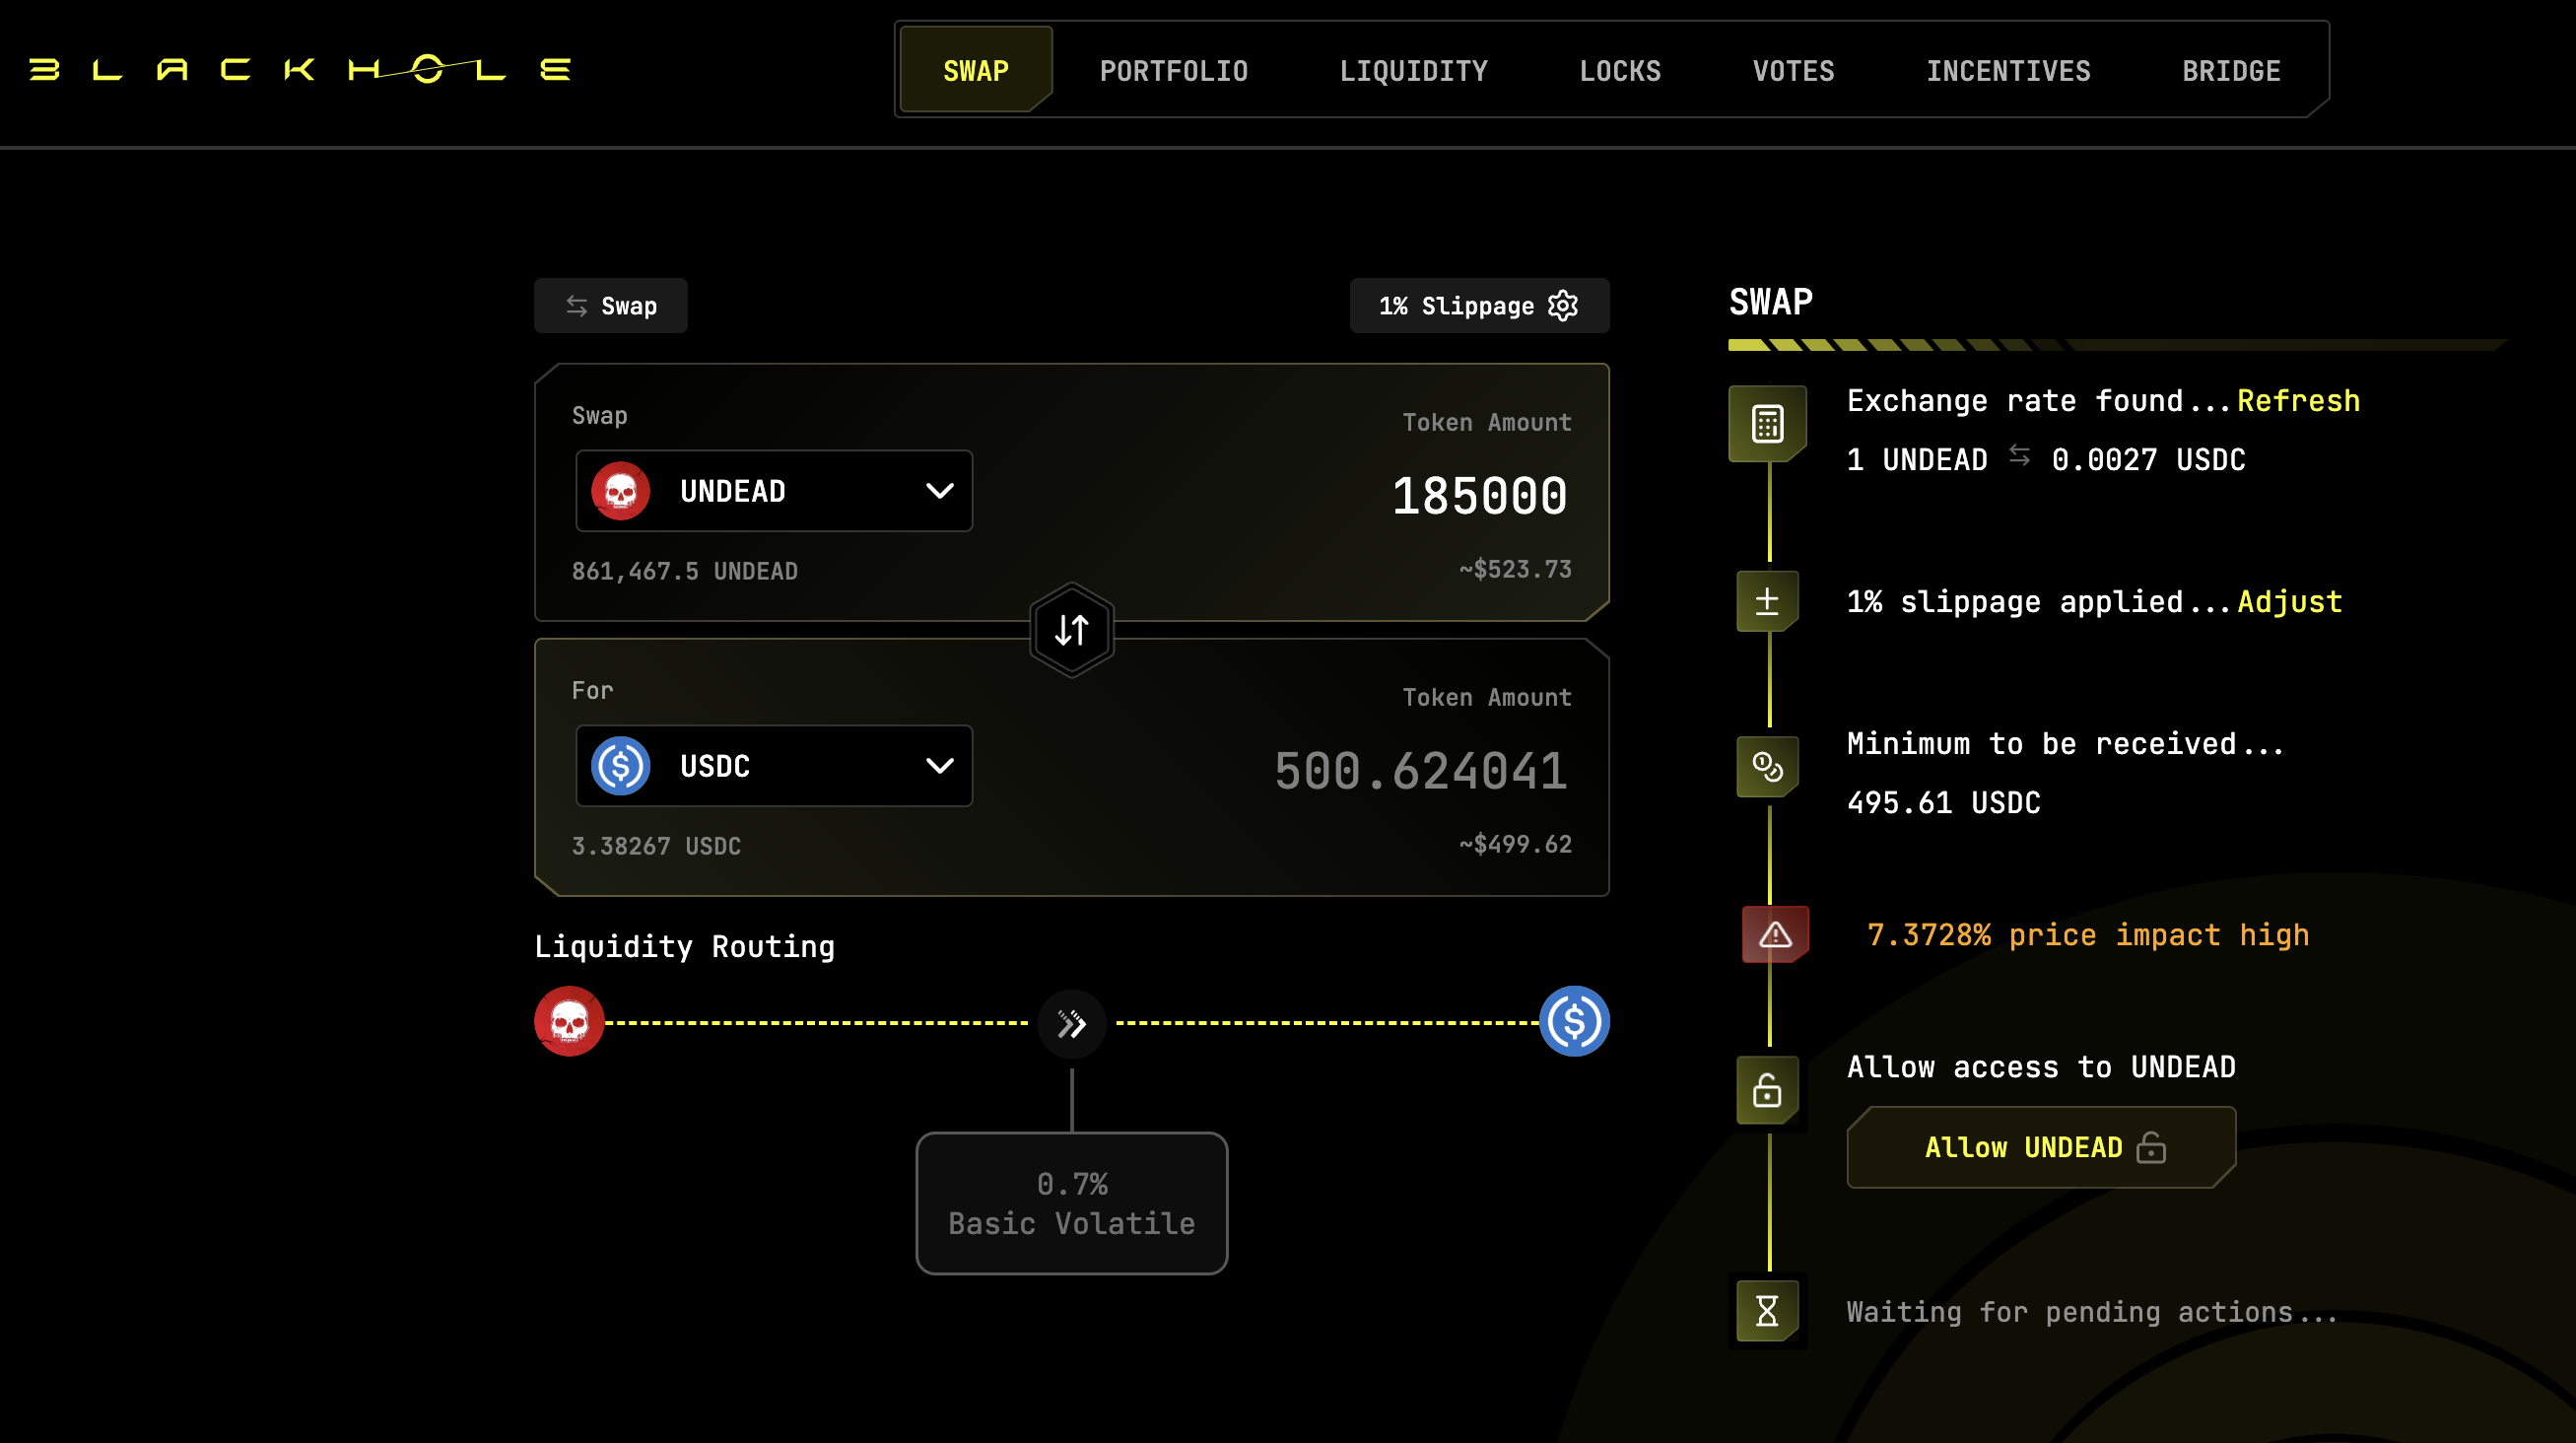 BLACKHOLE
SWAP PORTFOLIO LIQUIDITY LOCKS VOTES INCENTIVES BRIDGE
Swap
1% Slippage
Swap
Token Amount
UNDEAD
185000
861,467.5 UNDEAD
~$523.73
For
Token Amount
USDC
500.624041
3.38267 USDC
~$499.62
Liquidity Routing
0.7%
Basic Volatile
SWAP
Exchange rate found...Refresh
1 UNDEAD ⇆ 0.0027 USDC
1% slippage applied...Adjust
Minimum to be received...
495.61 USDC
7.3728% price impact high
Allow access to UNDEAD
Allow UNDEAD
Waiting for pending actions...